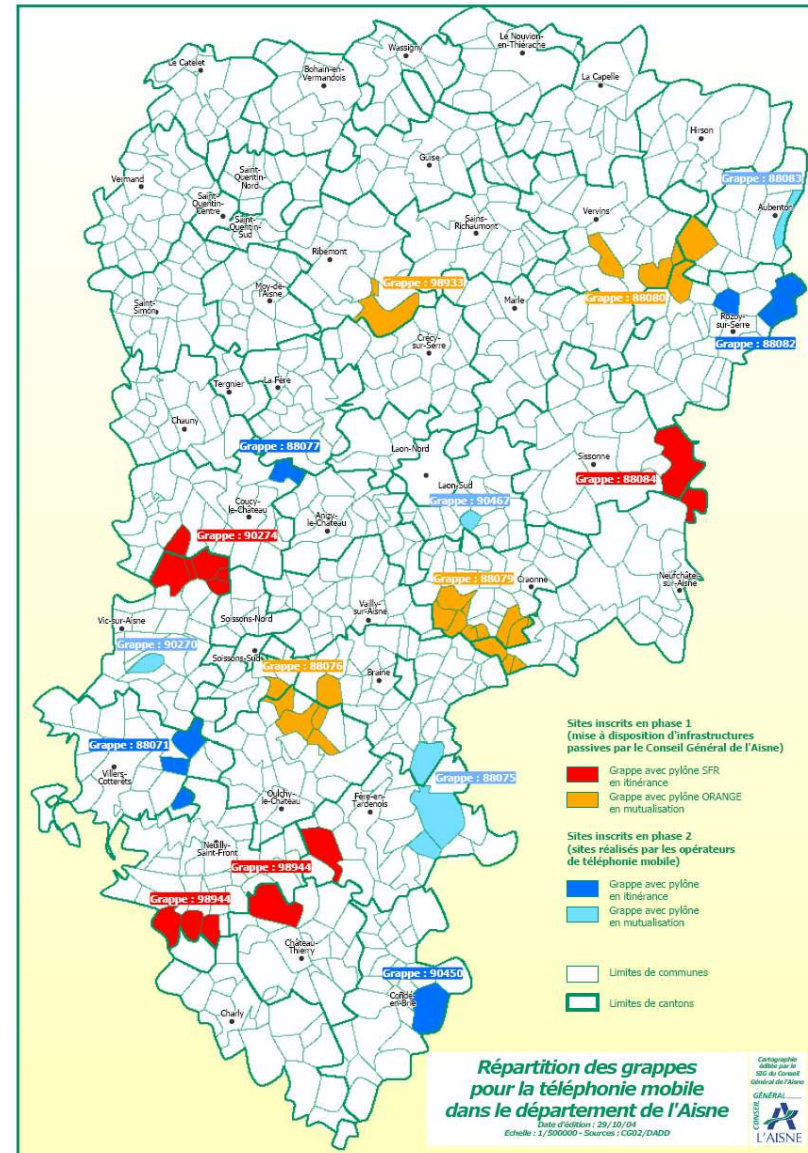 Le Nouvion-
en-Thiérache
Wassigny
Le Catelet
Bohain-en-
Vermandois
La Capelle
Hirson
Guise
Vermand
Saint-
Quentin-
Nord
Saint-
Quentin-
Centre
Saint-
Quentin-
Sud
Grappe : 88083
Aubenton
Vervins
Sains-
Richaumont
Ribemont
Moy-de-
l'Aisne
Grappe : 98933
Grappe : 88080
Marle
Saint-
Simon
Rozoy-
sur-Serre
Grappe : 88082
Crécy-
sur-Serre
Tergnier
La Fère
Chauny
Grappe : 88077
Laon-Nord
Sissonne
Grappe : 88084
Laon-Sud
Grappe : 90467
Coucy-
le-Château
Anizy-
le-Château
Grappe : 90274
Grappe : 88079
Craonne
Neufchâtel-
sur-Aisne
Vic-sur-Aisne
Soissons-Nord
Vailly-
sur-Aisne
Grappe : 90270
Soissons-Sud
Grappe : 88076
Braine
Grappe : 88071
Villers-
Cotterêts
Grappe : 88075
Oulchy-
le-Château
Fère-en-
Tardenois
Neuilly-
Saint-Front
Grappe : 98944
Grappe : 98944
Château-
Thierry
Grappe : 90450
Condé-
en-Brie
Charly
Sites inscrits en phase 1
(mise à disposition d'infrastructures
passives par le Conseil Général de l'Aisne)
Grappe avec pylône SFR
en itinérance
Grappe avec pylône ORANGE
en mutualisation
Sites inscrits en phase 2
(sites réalisés par les opérateurs
de téléphonie mobile)
Grappe avec pylône
en itinérance
Grappe avec pylône
en mutualisation
Limites de communes
Limites de cantons
Répartition des grappes
pour la téléphonie mobile
dans le département de l'Aisne
Date d'édition : 29/10/04
Echelle : 1/500000 - Sources : CG02/DADD
Cartographie
éditée par le
SIG du Conseil
Général de l'Aisne
CONSEIL
GÉNÉRAL
L'AISNE